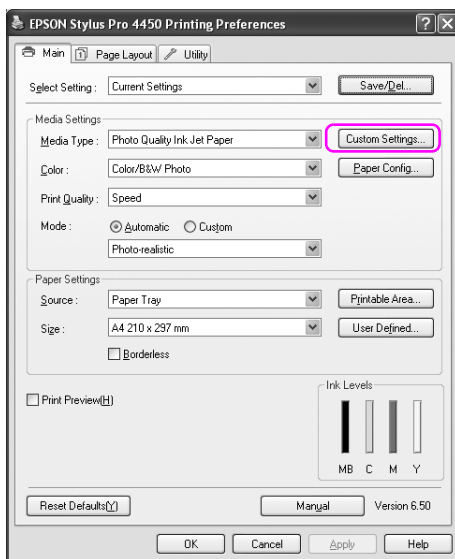 EPSON Stylus Pro 4450 Printing Preferences
Main Page Layout Utility
Select Setting : Current Settings Save/Del...
Media Settings
Media Type : Photo Quality Ink Jet Paper Custom Settings...
Color : Color/B&W Photo Paper Config...
Print Quality : Speed
Mode : Automatic Custom
Photo-realistic
Paper Settings
Source : Paper Tray Printable Area...
Size : A4 210 x 297 mm User Defined...
Borderless
Print Preview(H)
Ink Levels
MB C M Y
Reset Defaults(Y) Manual Version 6.50
OK Cancel Apply Help